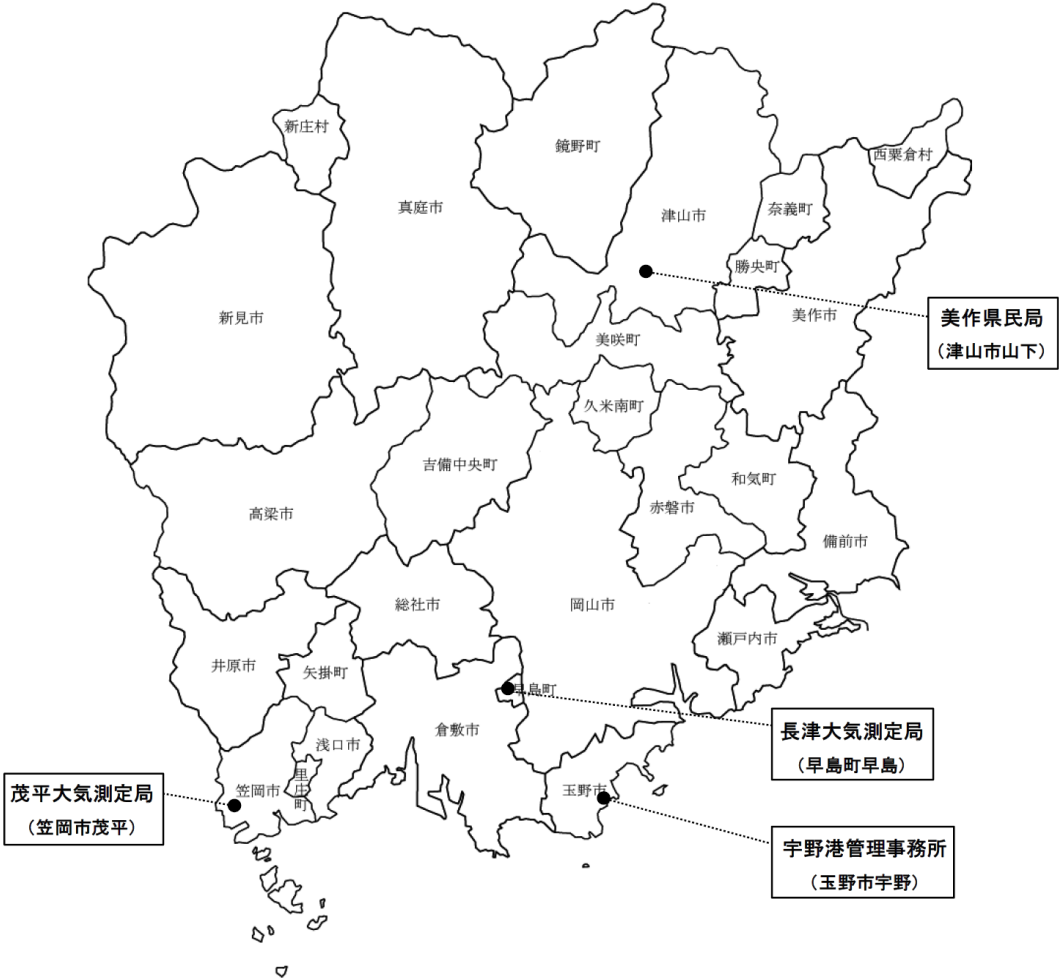 新庄村
鏡野町
西粟倉村
真庭市
津山市
奈義町
勝央町
新見市
美作市
美作県民局
(津山市山下)
美咲町
久米南町
吉備中央町
和気町
高梁市
赤磐市
備前市
総社市
岡山市
瀬戸内市
井原市
矢掛町
早島町
倉敷市
長津大気測定局
(早島町早島)
浅口市
里庄町
笠岡市
玉野市
茂平大気測定局
(笠岡市茂平)
宇野港管理事務所
(玉野市宇野)